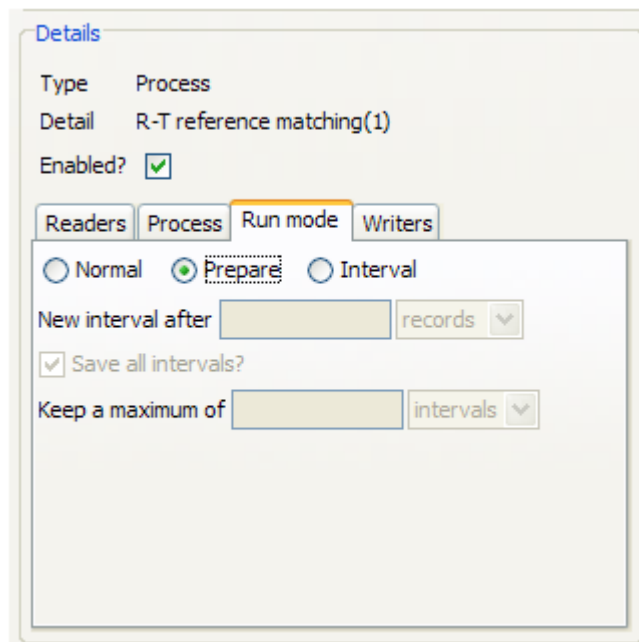 Details
Type Process
Detail R-T reference matching(1)
Enabled?
Readers Process Run mode Writers
Normal Prepare Interval
New interval after records
Save all intervals?
Keep a maximum of intervals